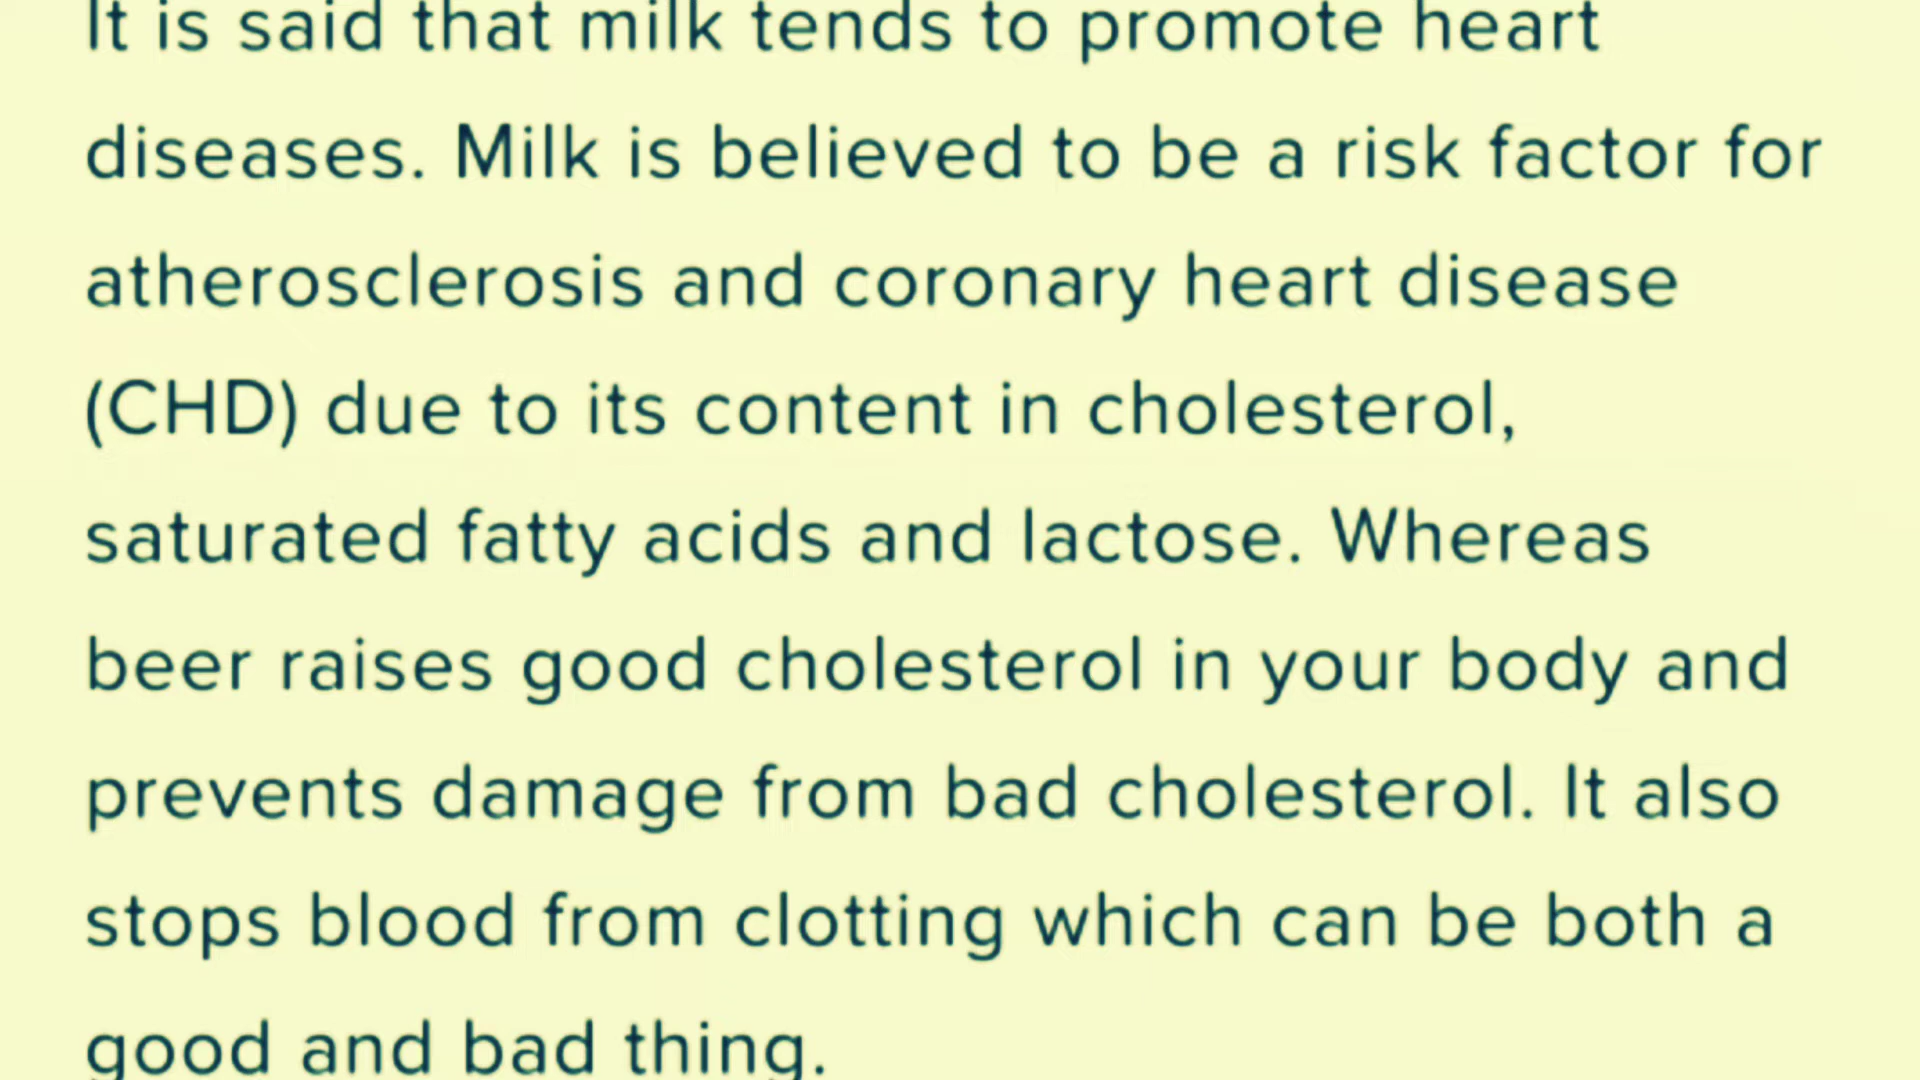 It is said that milk tends to promote heart
diseases. Milk is believed to be a risk factor for
atherosclerosis and coronary heart disease
(CHD) due to its content in cholesterol,
saturated fatty acids and lactose. Whereas
beer raises good cholesterol in your body and
prevents damage from bad cholesterol. It also
stops blood from clotting which can be both a
good and bad thing.